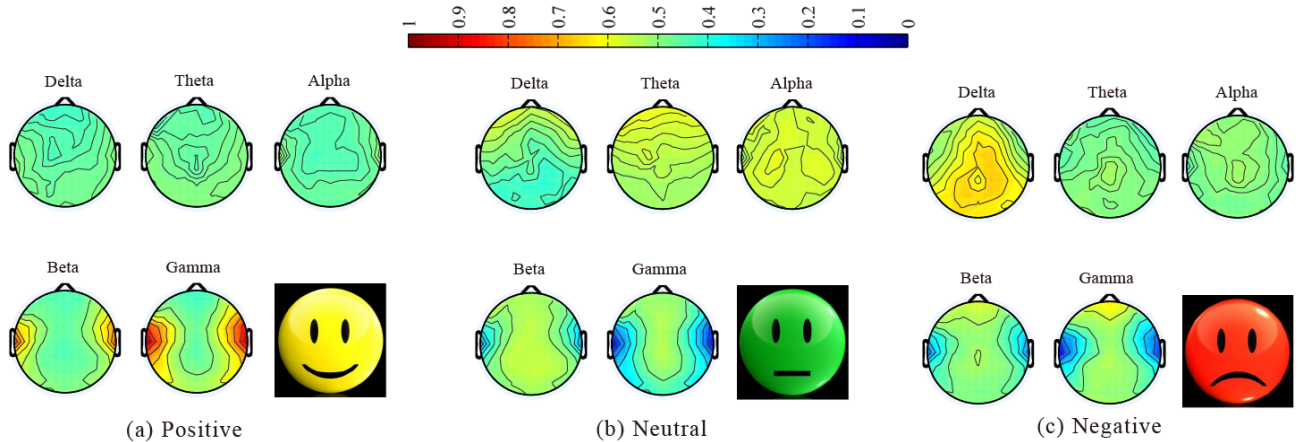 1 0.9 0.8 0.7 0.6 0.5 0.4 0.3 0.2 0.1 0
Delta Theta Alpha
Beta Gamma
(a) Positive
Delta Theta Alpha
Beta Gamma
(b) Neutral
Delta Theta Alpha
Beta Gamma
(c) Negative